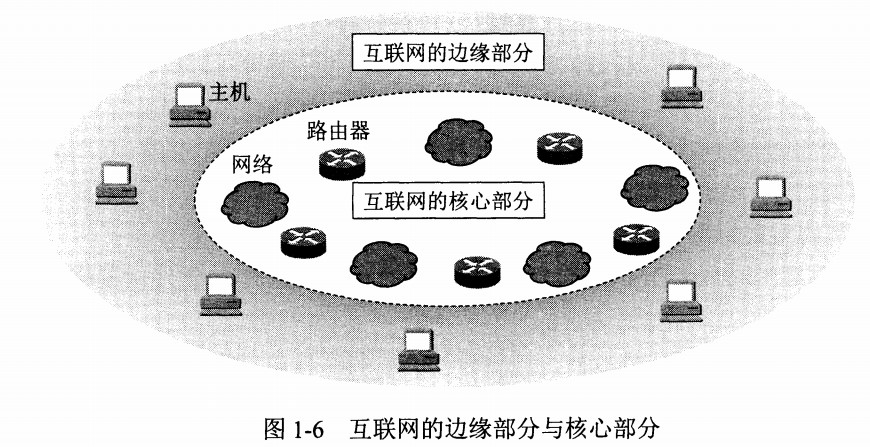 互联网的边缘部分
主机
路由器
网络
互联网的核心部分
图 1-6 互联网的边缘部分与核心部分